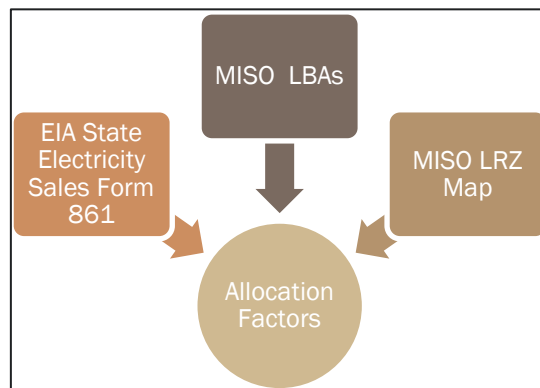 MISO LBAs
EIA State
Electricity
Sales Form
861
MISO LRZ
Map
Allocation
Factors